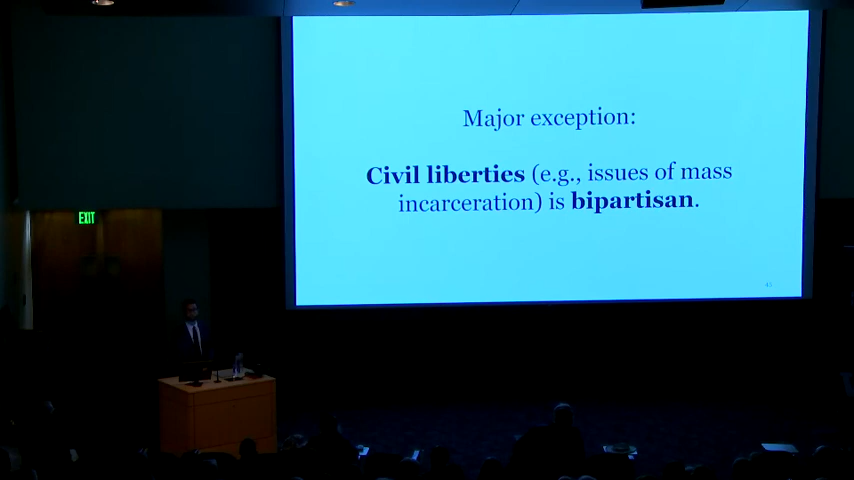 Major exception:
Civil liberties (e.g., issues of mass
incarceration) is bipartisan.
EXIT